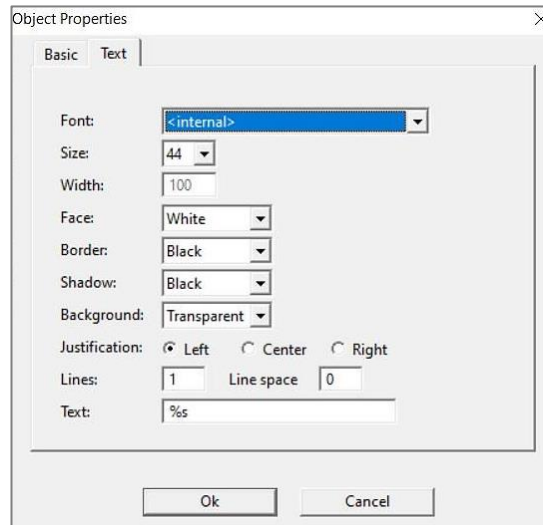 Object Properties
Basic Text
Font: <internal>
Size: 44
Width: 100
Face: White
Border: Black
Shadow: Black
Background: Transparent
Justification: Left Center Right
Lines: 1 Line space 0
Text: %s
Ok Cancel